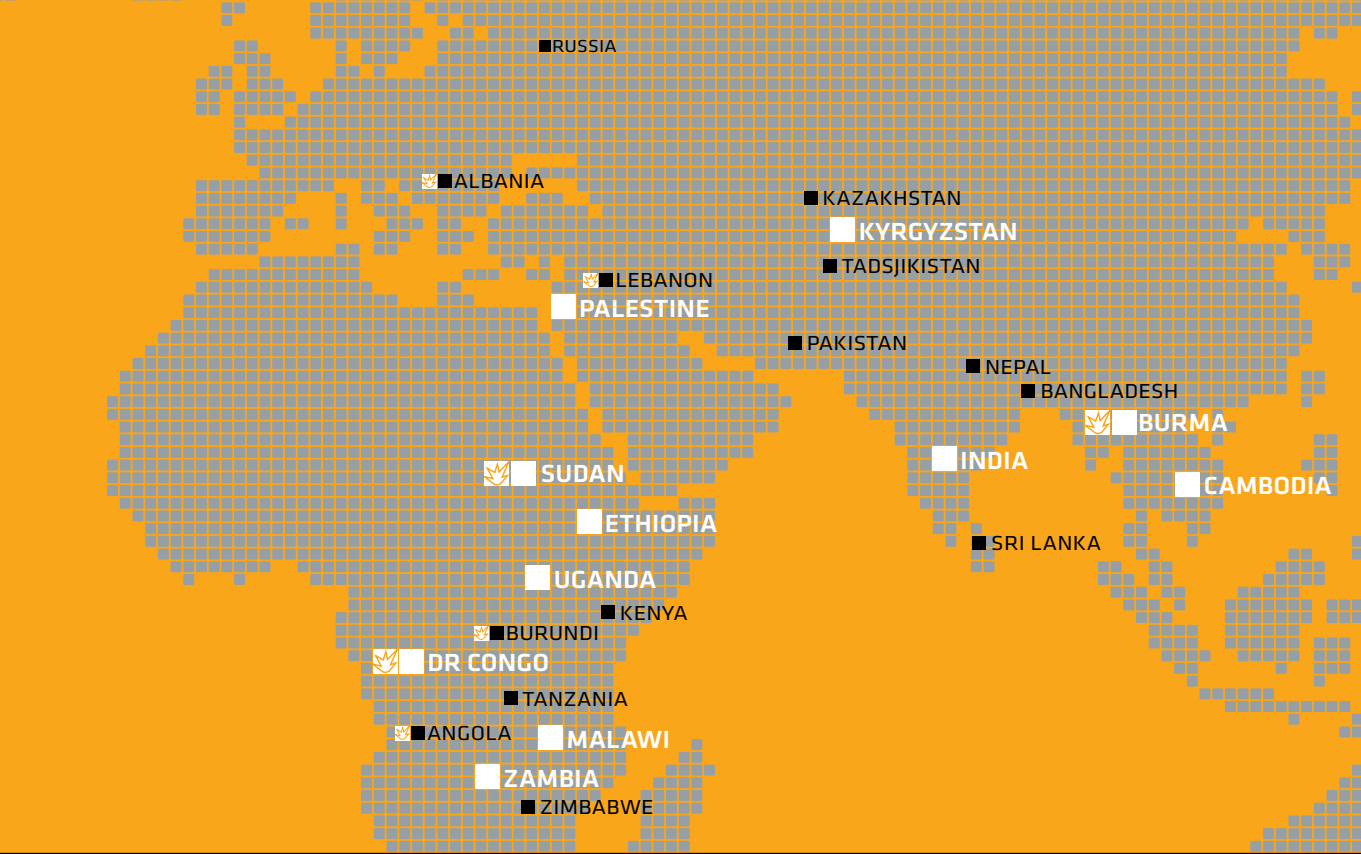 RUSSIA
ALBANIA
KAZAKHSTAN
KYRGYZSTAN
TADSJIKISTAN
LEBANON
PALESTINE
PAKISTAN
NEPAL
BANGLADESH
BURMA
INDIA
SUDAN
CAMBODIA
ETHIOPIA
SRI LANKA
UGANDA
KENYA
BURUNDI
DR CONGO
TANZANIA
ANGOLA
MALAWI
ZAMBIA
ZIMBABWE